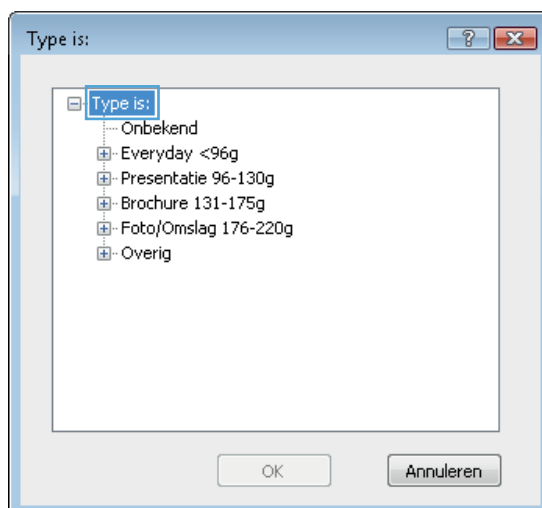 Type is:
Type is:
Onbekend
Everyday <96g
Presentatie 96-130g
Brochure 131-175g
Foto/Omslag 176-220g
Overig
OK
Annuleren